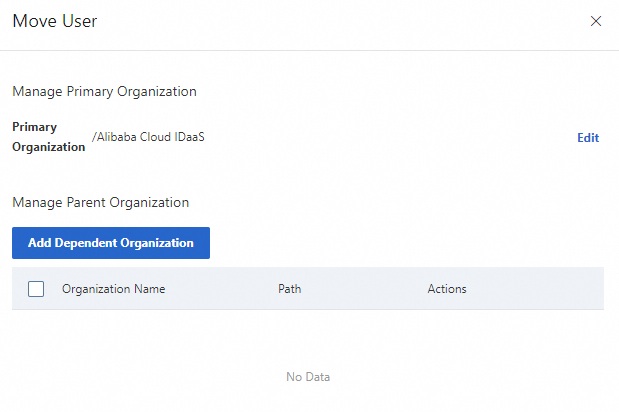 Move User
Manage Primary Organization
Primary
Organization
/Alibaba Cloud IDaaS
Edit
Manage Parent Organization
Add Dependent Organization
Organization Name
Path
Actions
No Data